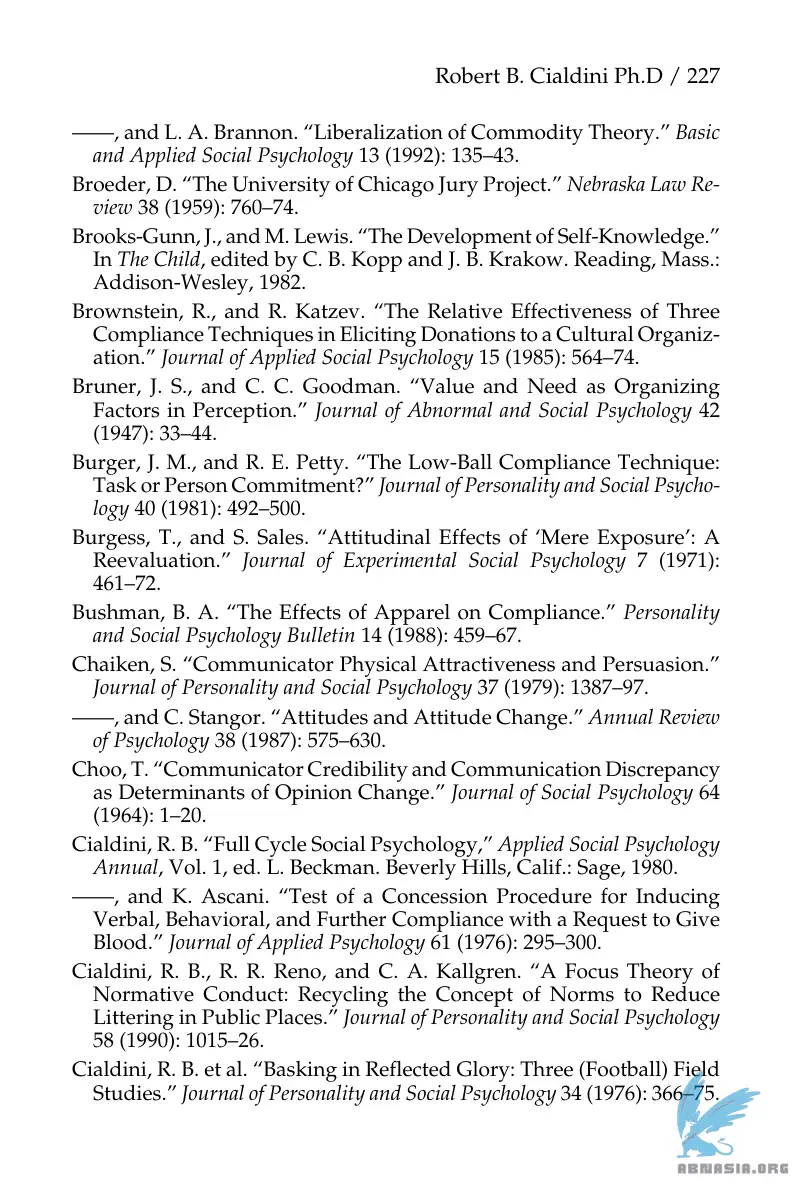 Robert B. Cialdini Ph.D / 227
——, and L. A. Brannon. “Liberalization of Commodity Theory.” Basic
and Applied Social Psychology 13 (1992): 135–43.
Broeder, D. “The University of Chicago Jury Project.” Nebraska Law Re-
view 38 (1959): 760–74.
Brooks-Gunn, J., and M. Lewis. “The Development of Self-Knowledge.”
In The Child, edited by C. B. Kopp and J. B. Krakow. Reading, Mass.:
Addison-Wesley, 1982.
Brownstein, R., and R. Katzev. “The Relative Effectiveness of Three
Compliance Techniques in Eliciting Donations to a Cultural Organiz-
ation.” Journal of Applied Social Psychology 15 (1985): 564–74.
Bruner, J. S., and C. C. Goodman. “Value and Need as Organizing
Factors in Perception.” Journal of Abnormal and Social Psychology 42
(1947): 33–44.
Burger, J. M., and R. E. Petty. “The Low-Ball Compliance Technique:
Task or Person Commitment?” Journal of Personality and Social Psycho-
logy 40 (1981): 492–500.
Burgess, T., and S. Sales. “Attitudinal Effects of ‘Mere Exposure’: A
Reevaluation.” Journal of Experimental Social Psychology 7 (1971):
461–72.
Bushman, B. A. “The Effects of Apparel on Compliance.” Personality
and Social Psychology Bulletin 14 (1988): 459–67.
Chaiken, S. “Communicator Physical Attractiveness and Persuasion.”
Journal of Personality and Social Psychology 37 (1979): 1387–97.
——, and C. Stangor. “Attitudes and Attitude Change.” Annual Review
of Psychology 38 (1987): 575–630.
Choo, T. “Communicator Credibility and Communication Discrepancy
as Determinants of Opinion Change.” Journal of Social Psychology 64
(1964): 1–20.
Cialdini, R. B. “Full Cycle Social Psychology,” Applied Social Psychology
Annual, Vol. 1, ed. L. Beckman. Beverly Hills, Calif.: Sage, 1980.
——, and K. Ascani. “Test of a Concession Procedure for Inducing
Verbal, Behavioral, and Further Compliance with a Request to Give
Blood.” Journal of Applied Psychology 61 (1976): 295–300.
Cialdini, R. B., R. R. Reno, and C. A. Kallgren. “A Focus Theory of
Normative Conduct: Recycling the Concept of Norms to Reduce
Littering in Public Places.” Journal of Personality and Social Psychology
58 (1990): 1015–26.
Cialdini, R. B. et al. “Basking in Reflected Glory: Three (Football) Field
Studies.” Journal of Personality and Social Psychology 34 (1976): 366–75.
ABNASIA.ORG